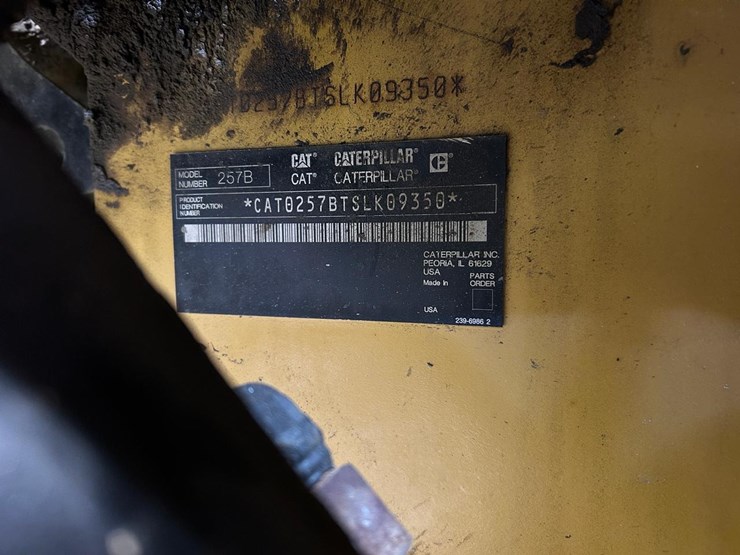 0257BTSLK09350*
CAT® CATERPILLAR® C®
MODEL NUMBER 257B CAT® CATERPILLAR®
PRODUCT IDENTIFICATION NUMBER *CAT0257BTSLK09350*
CATERPILLAR INC.
PEORIA, IL 61629
USA
Made in PARTS ORDER
USA
239-6986 2